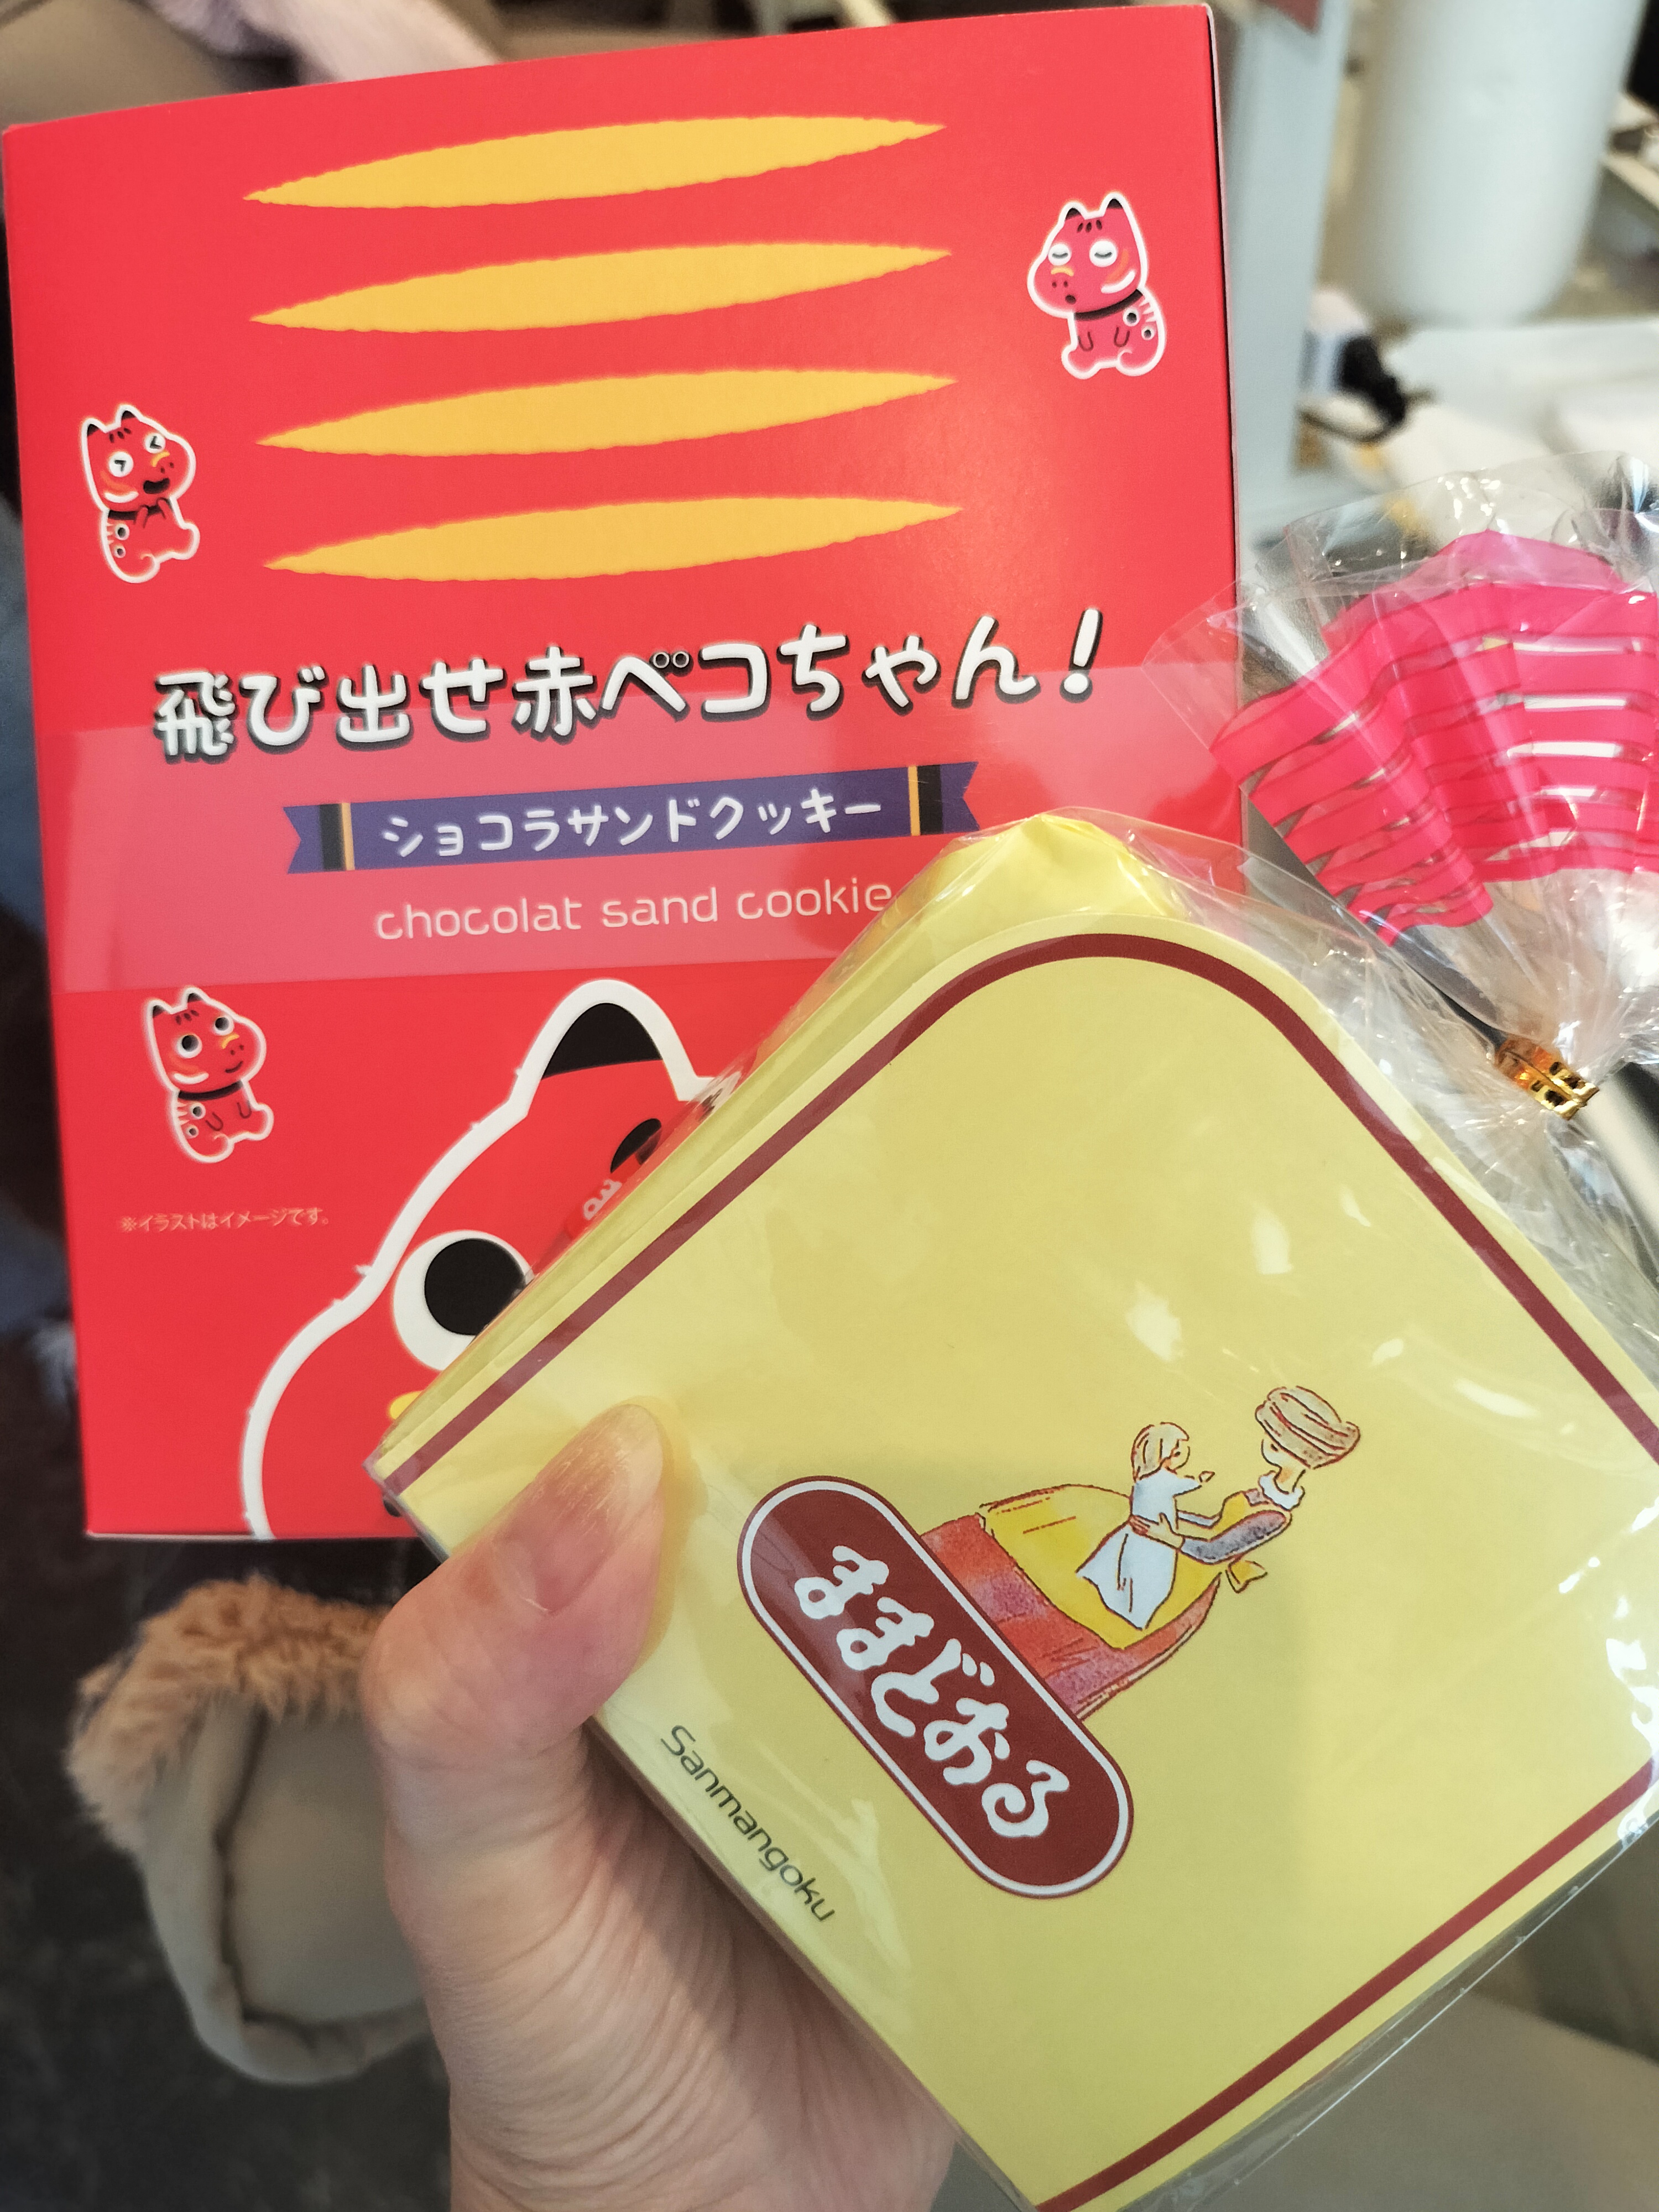 飛び出せ赤べコちゃん！
ショコラサンドクッキー
chocolat sand cookie
※イラストはイメージです。
ままどおる
Sanmangoku